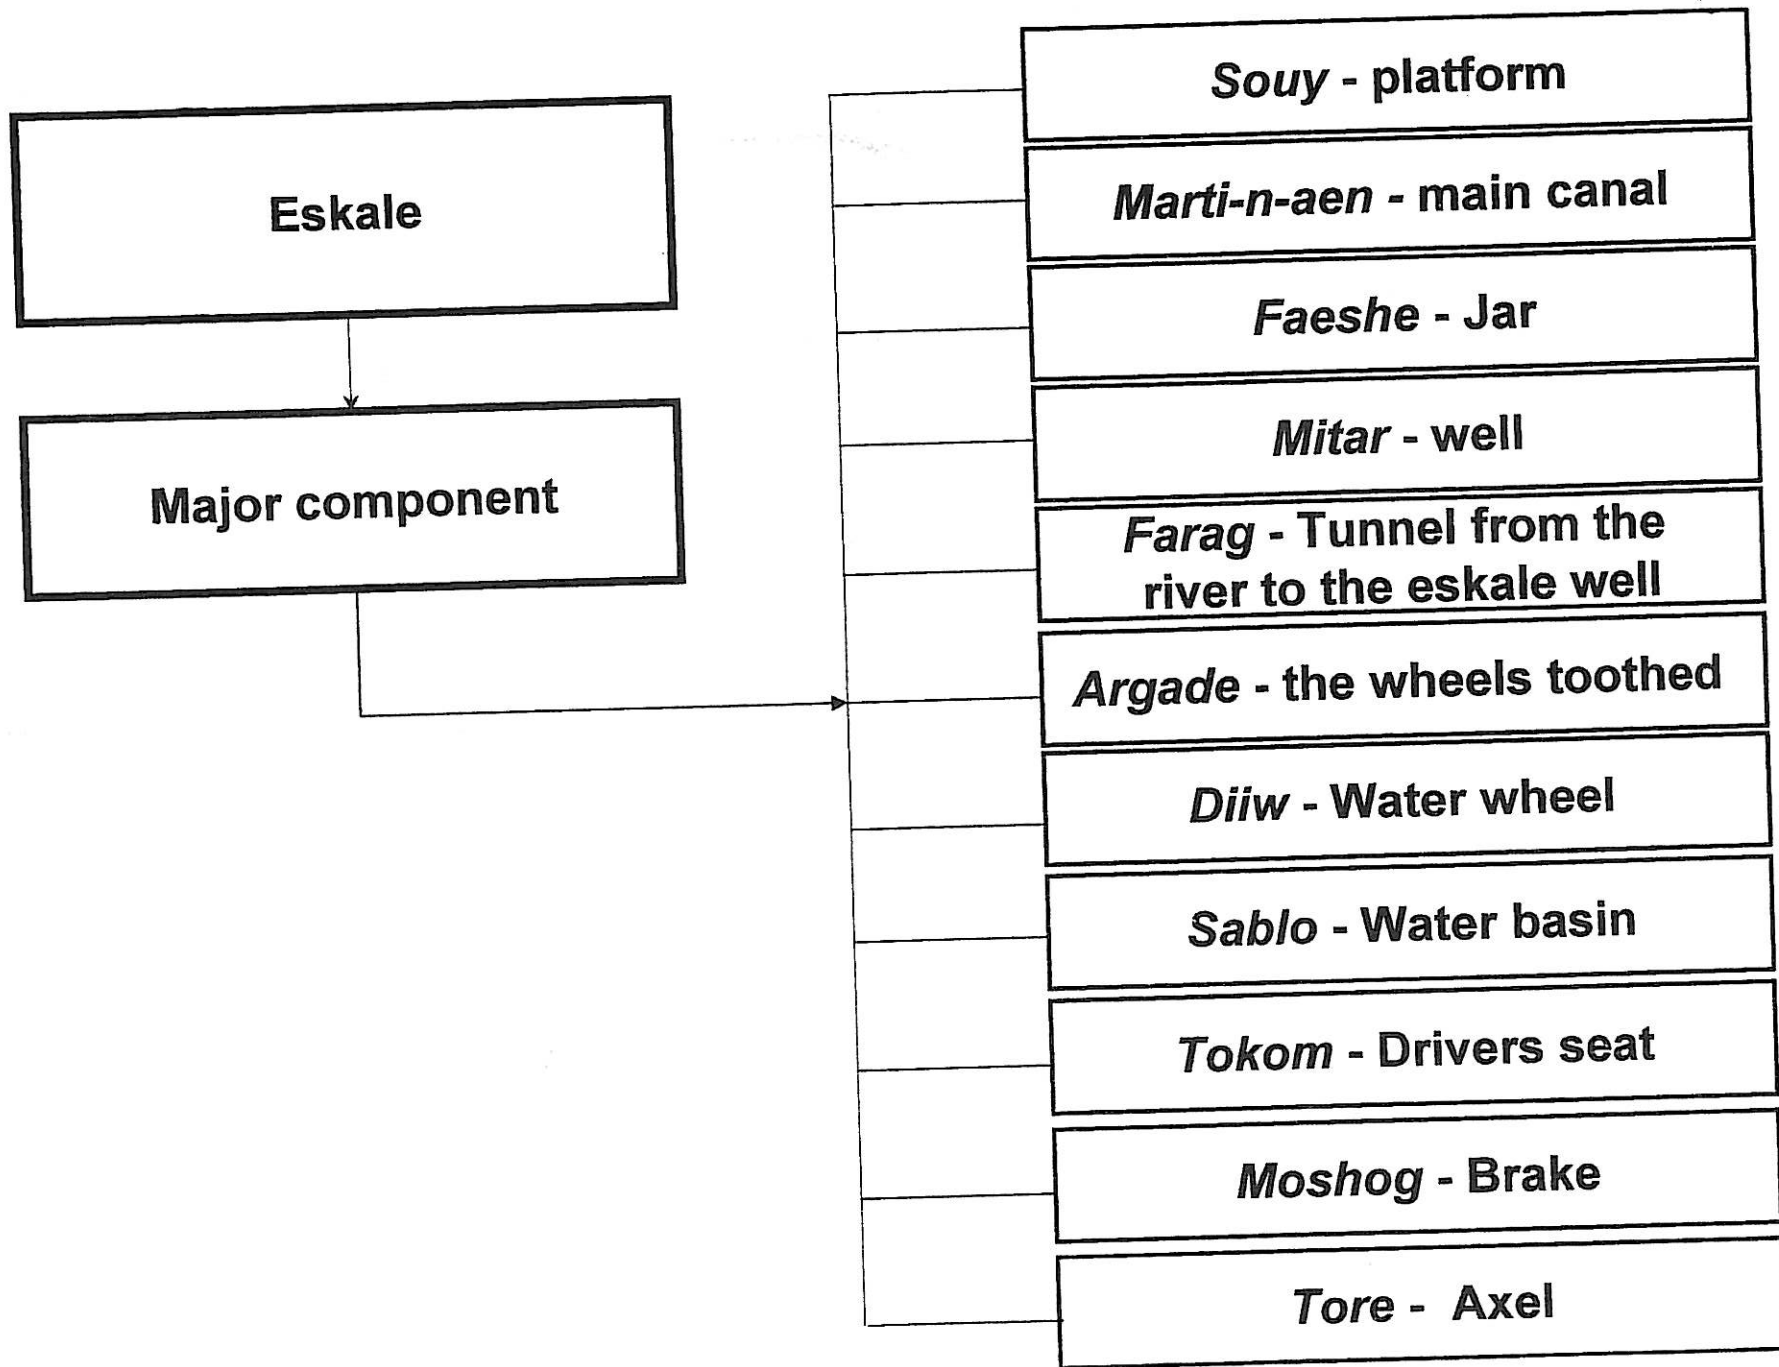 Eskale
Major component
Souy - platform
Marti-n-aen - main canal
Faeshe - Jar
Mitar - well
Farag - Tunnel from the
river to the eskale well
Argade - the wheels toothed
Diiw - Water wheel
Sablo - Water basin
Tokom - Drivers seat
Moshog - Brake
Tore - Axel